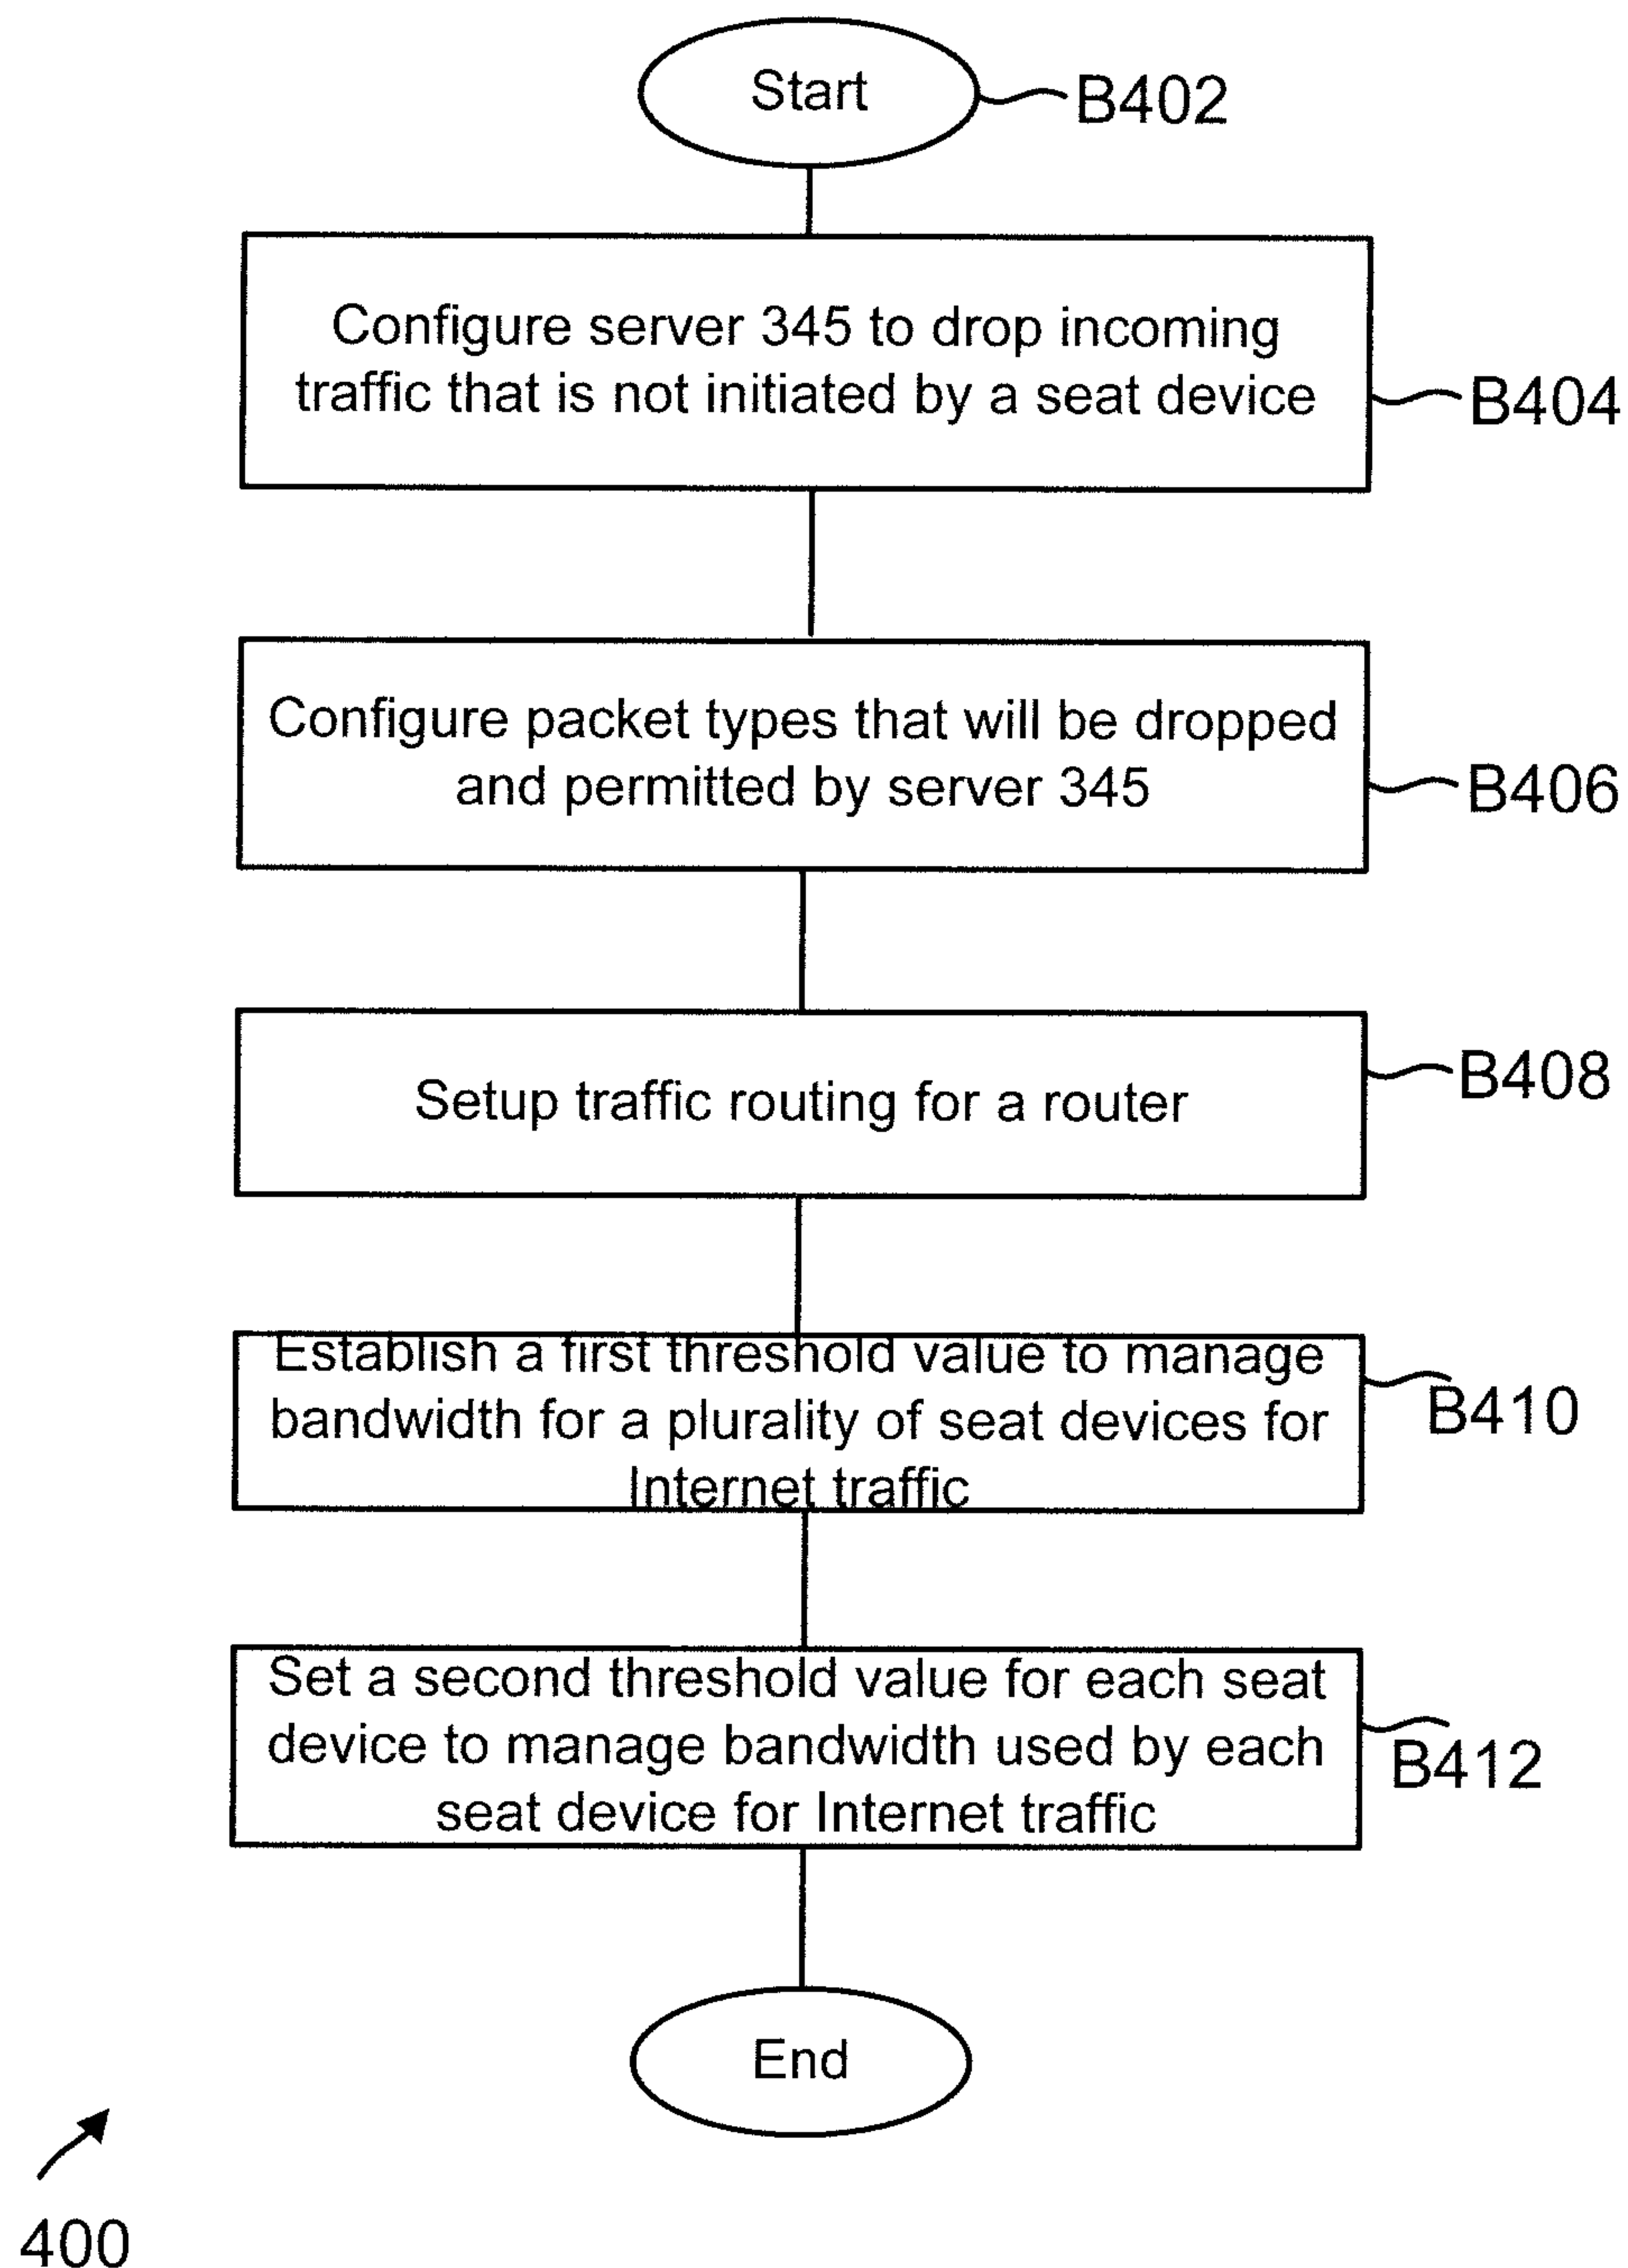 Start
B402
Configure server 345 to drop incoming
traffic that is not initiated by a seat device
B404
Configure packet types that will be dropped
and permitted by server 345
B406
Setup traffic routing for a router
B408
Establish a first threshold value to manage
bandwidth for a plurality of seat devices for
Internet traffic
B410
Set a second threshold value for each seat
device to manage bandwidth used by each
seat device for Internet traffic
B412
End
400